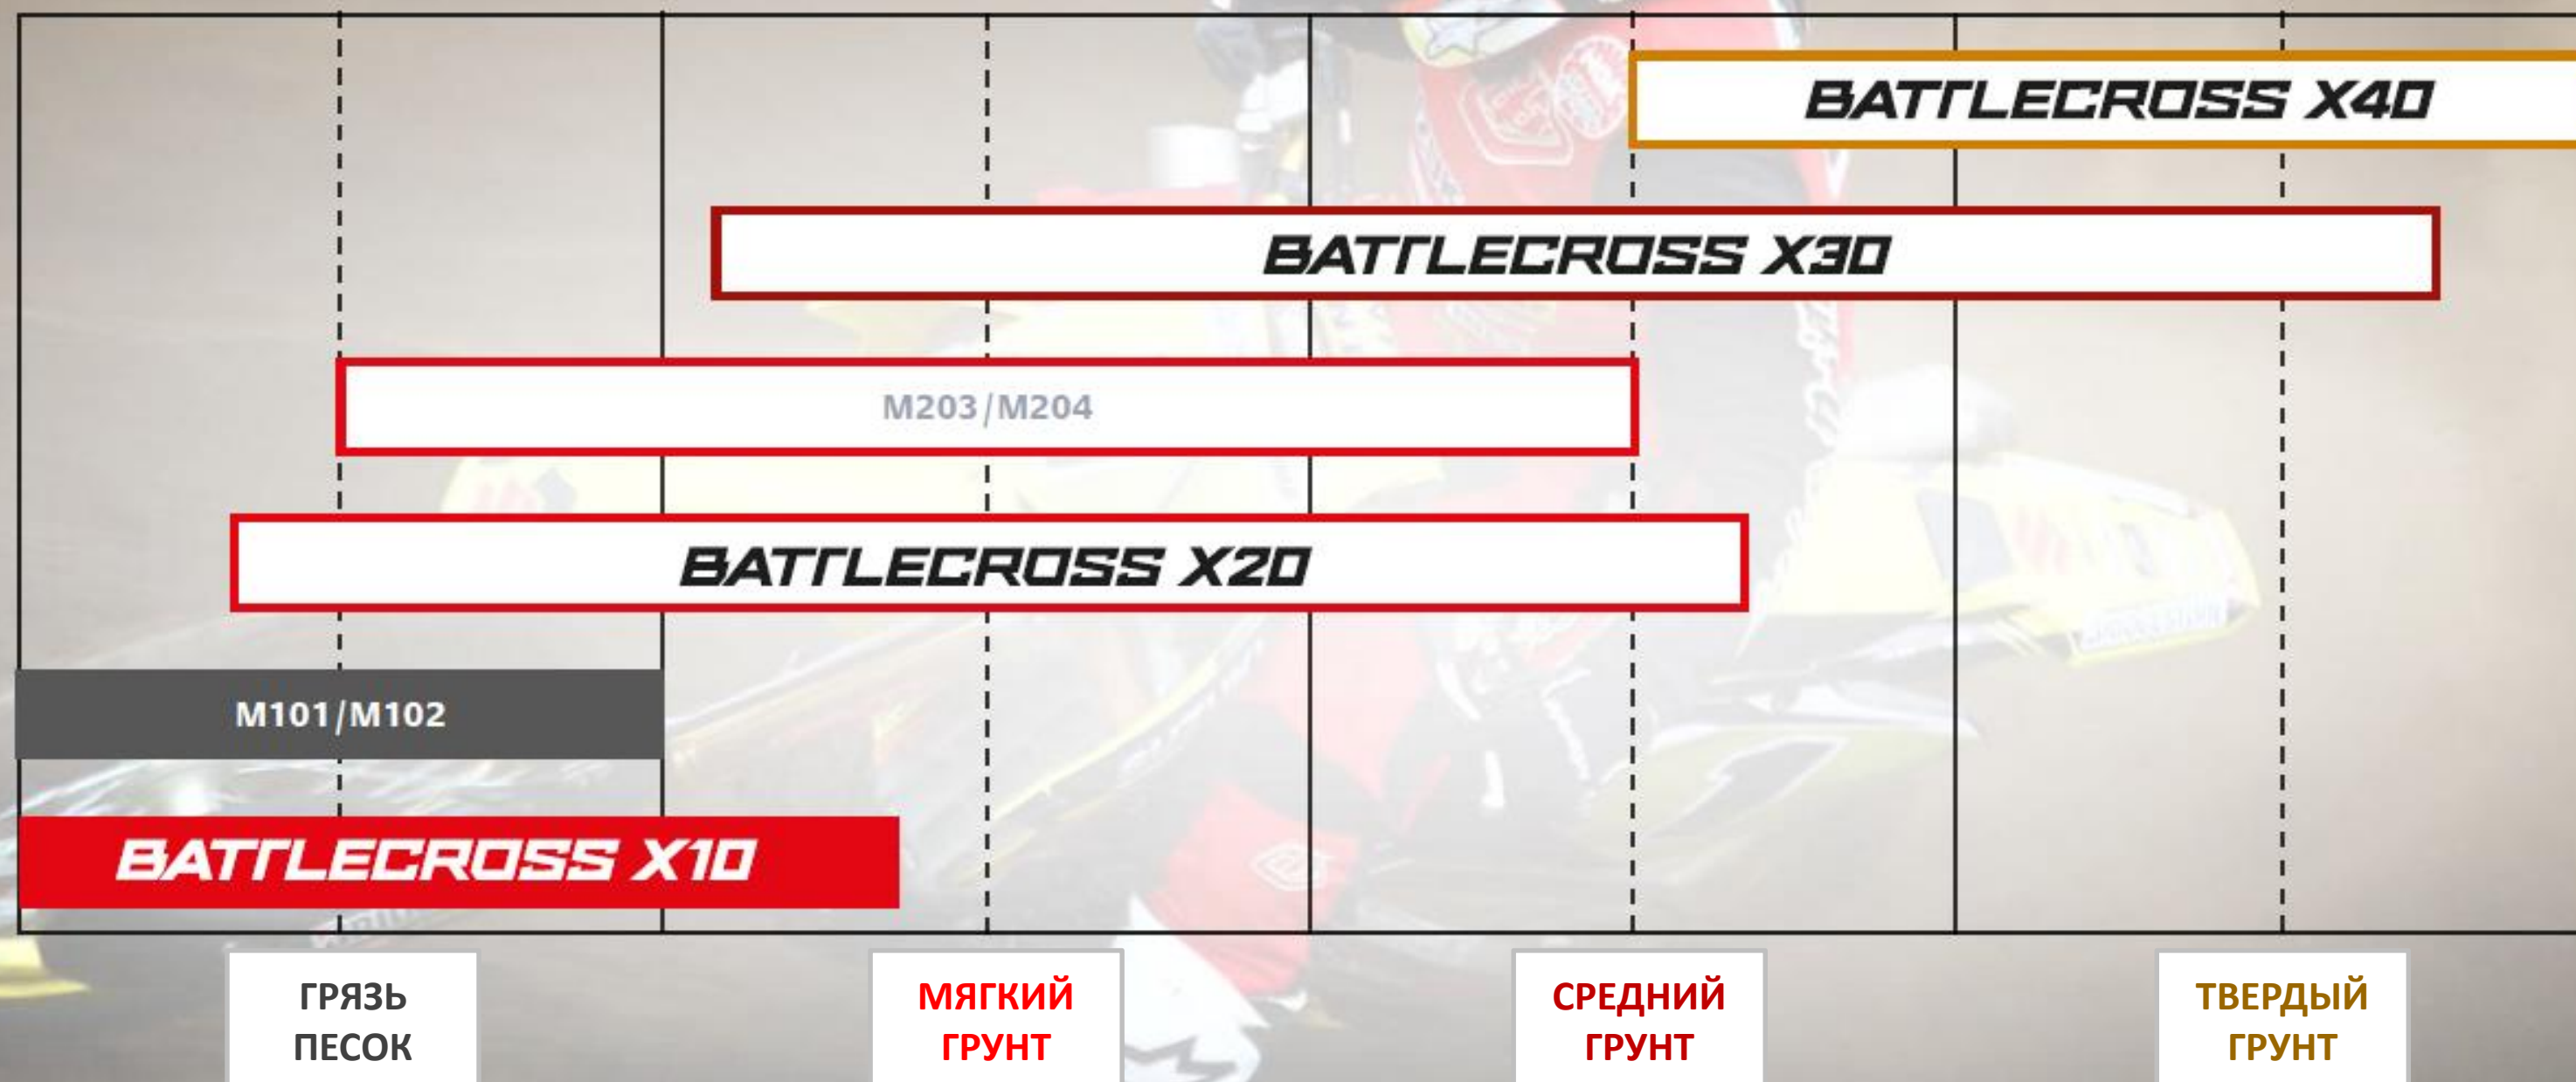 BATTLECROSS X40
BATTLECROSS X30
M203/M204
BATTLECROSS X20
M101/M102
BATTLECROSS X10
ГРЯЗЬ
ПЕСОК
МЯГКИЙ
ГРУНТ
СРЕДНИЙ
ГРУНТ
ТВЕРДЫЙ
ГРУНТ